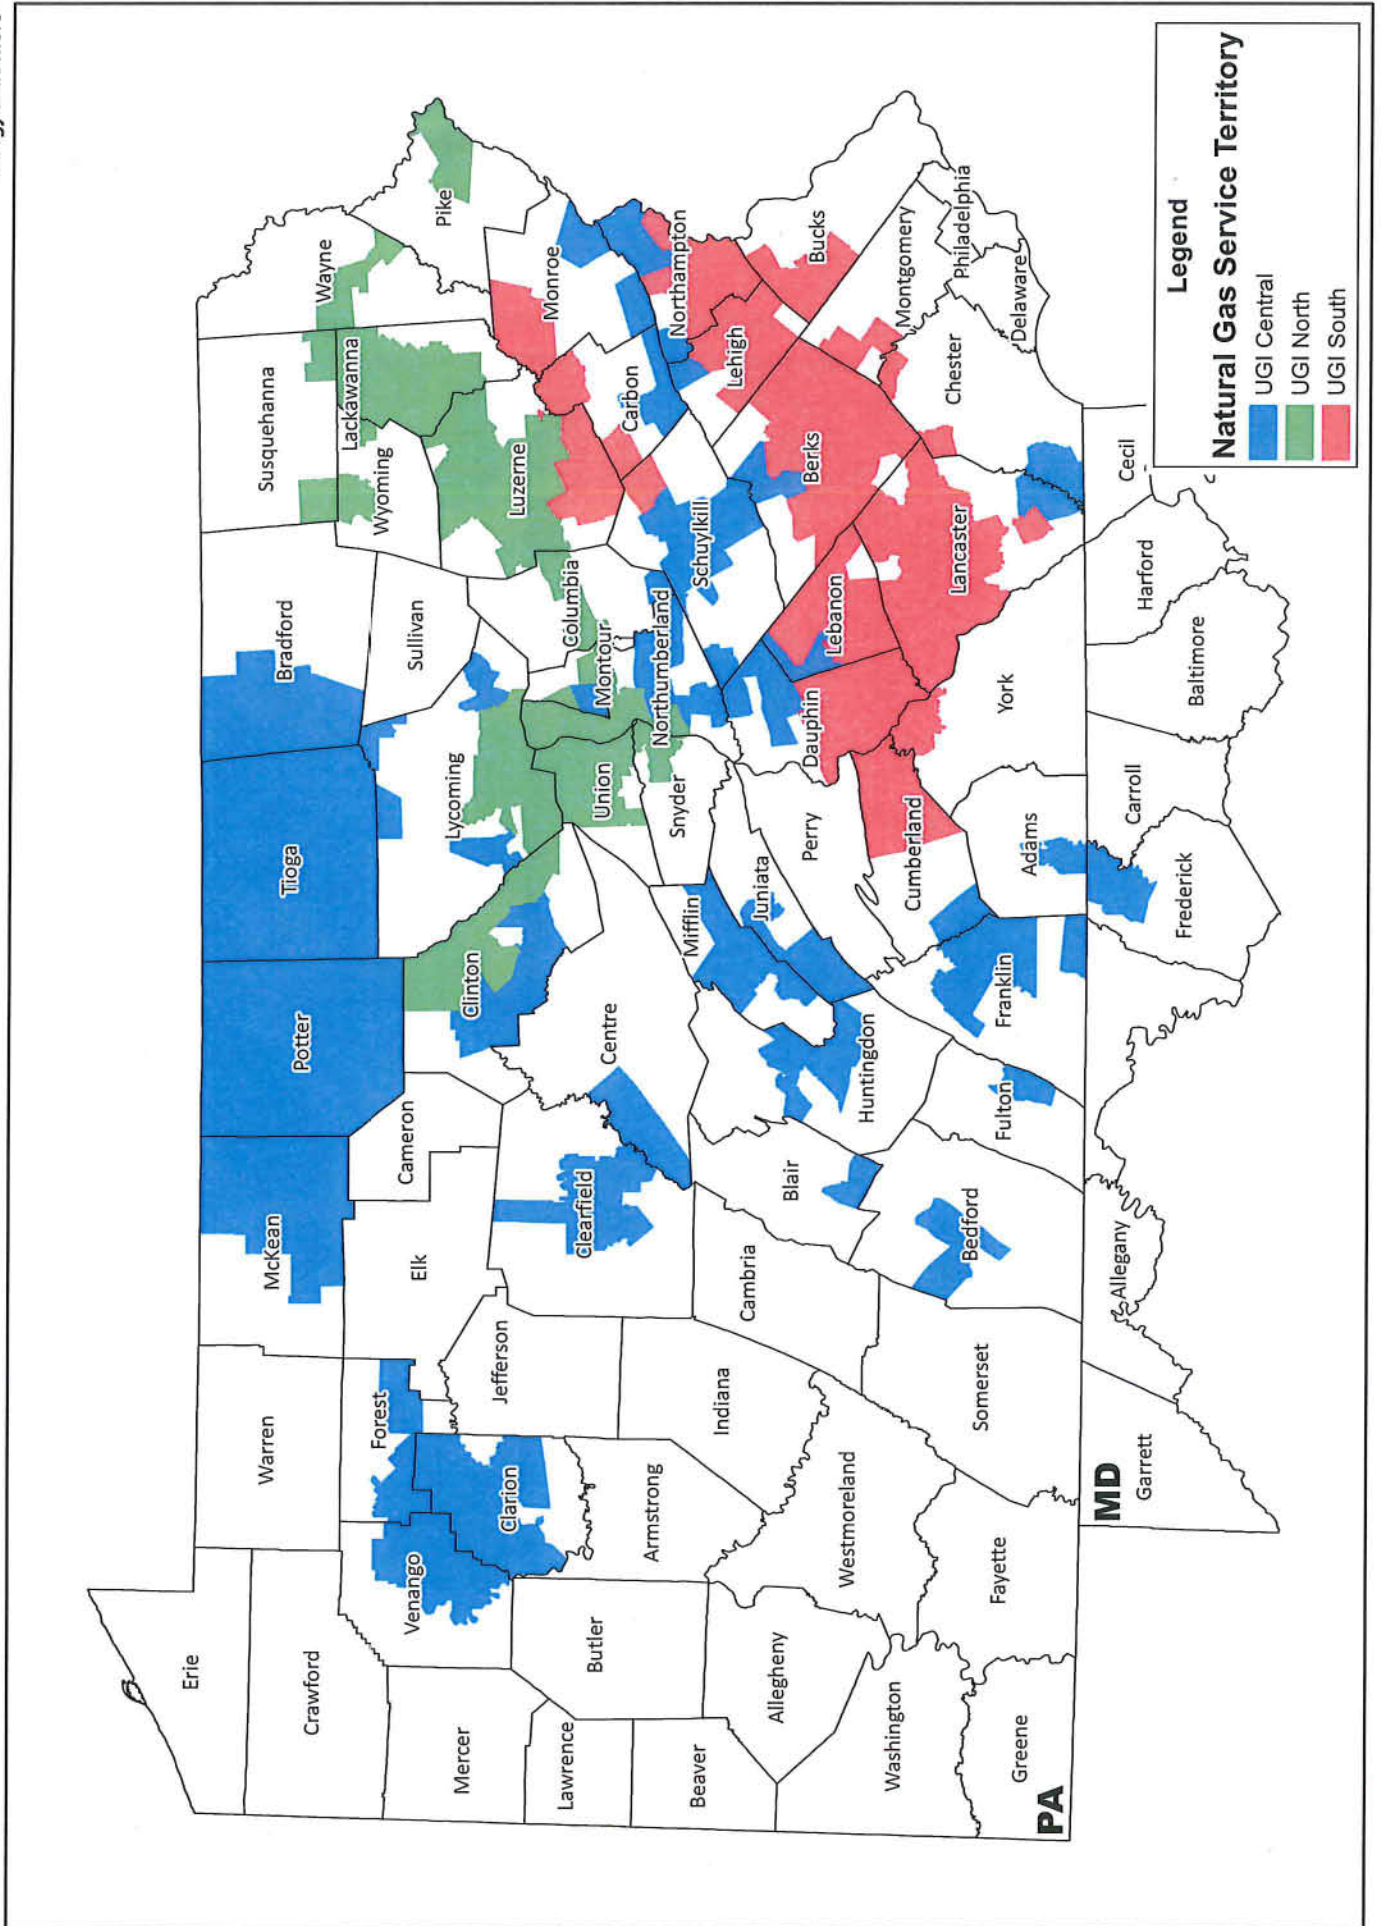 Erie
Crawford
Warren
McKean
Potter
Tioga
Bradford
Susquehanna
Wayne
Mercer
Venango
Forest
Elk
Cameron
Clinton
Lycoming
Sullivan
Wyoming
Lackawanna
Pike
Lawrence
Butler
Clarion
Jefferson
Clearfield
Centre
Union
Montour
Columbia
Luzerne
Monroe
Beaver
Armstrong
Indiana
Cambria
Blair
Huntingdon
Mifflin
Juniata
Snyder
Northumberland
Schuylkill
Carbon
Northampton
Allegheny
Westmoreland
Perry
Dauphin
Lebanon
Berks
Lehigh
Bucks
Washington
Somerset
Bedford
Fulton
Franklin
Cumberland
Adams
York
Lancaster
Chester
Montgomery
Philadelphia
Delaware
Greene
Fayette
PA
MD
Garrett
Allegany
Frederick
Carroll
Baltimore
Harford
Cecil
Legend
Natural Gas Service Territory
UGI Central
UGI North
UGI South